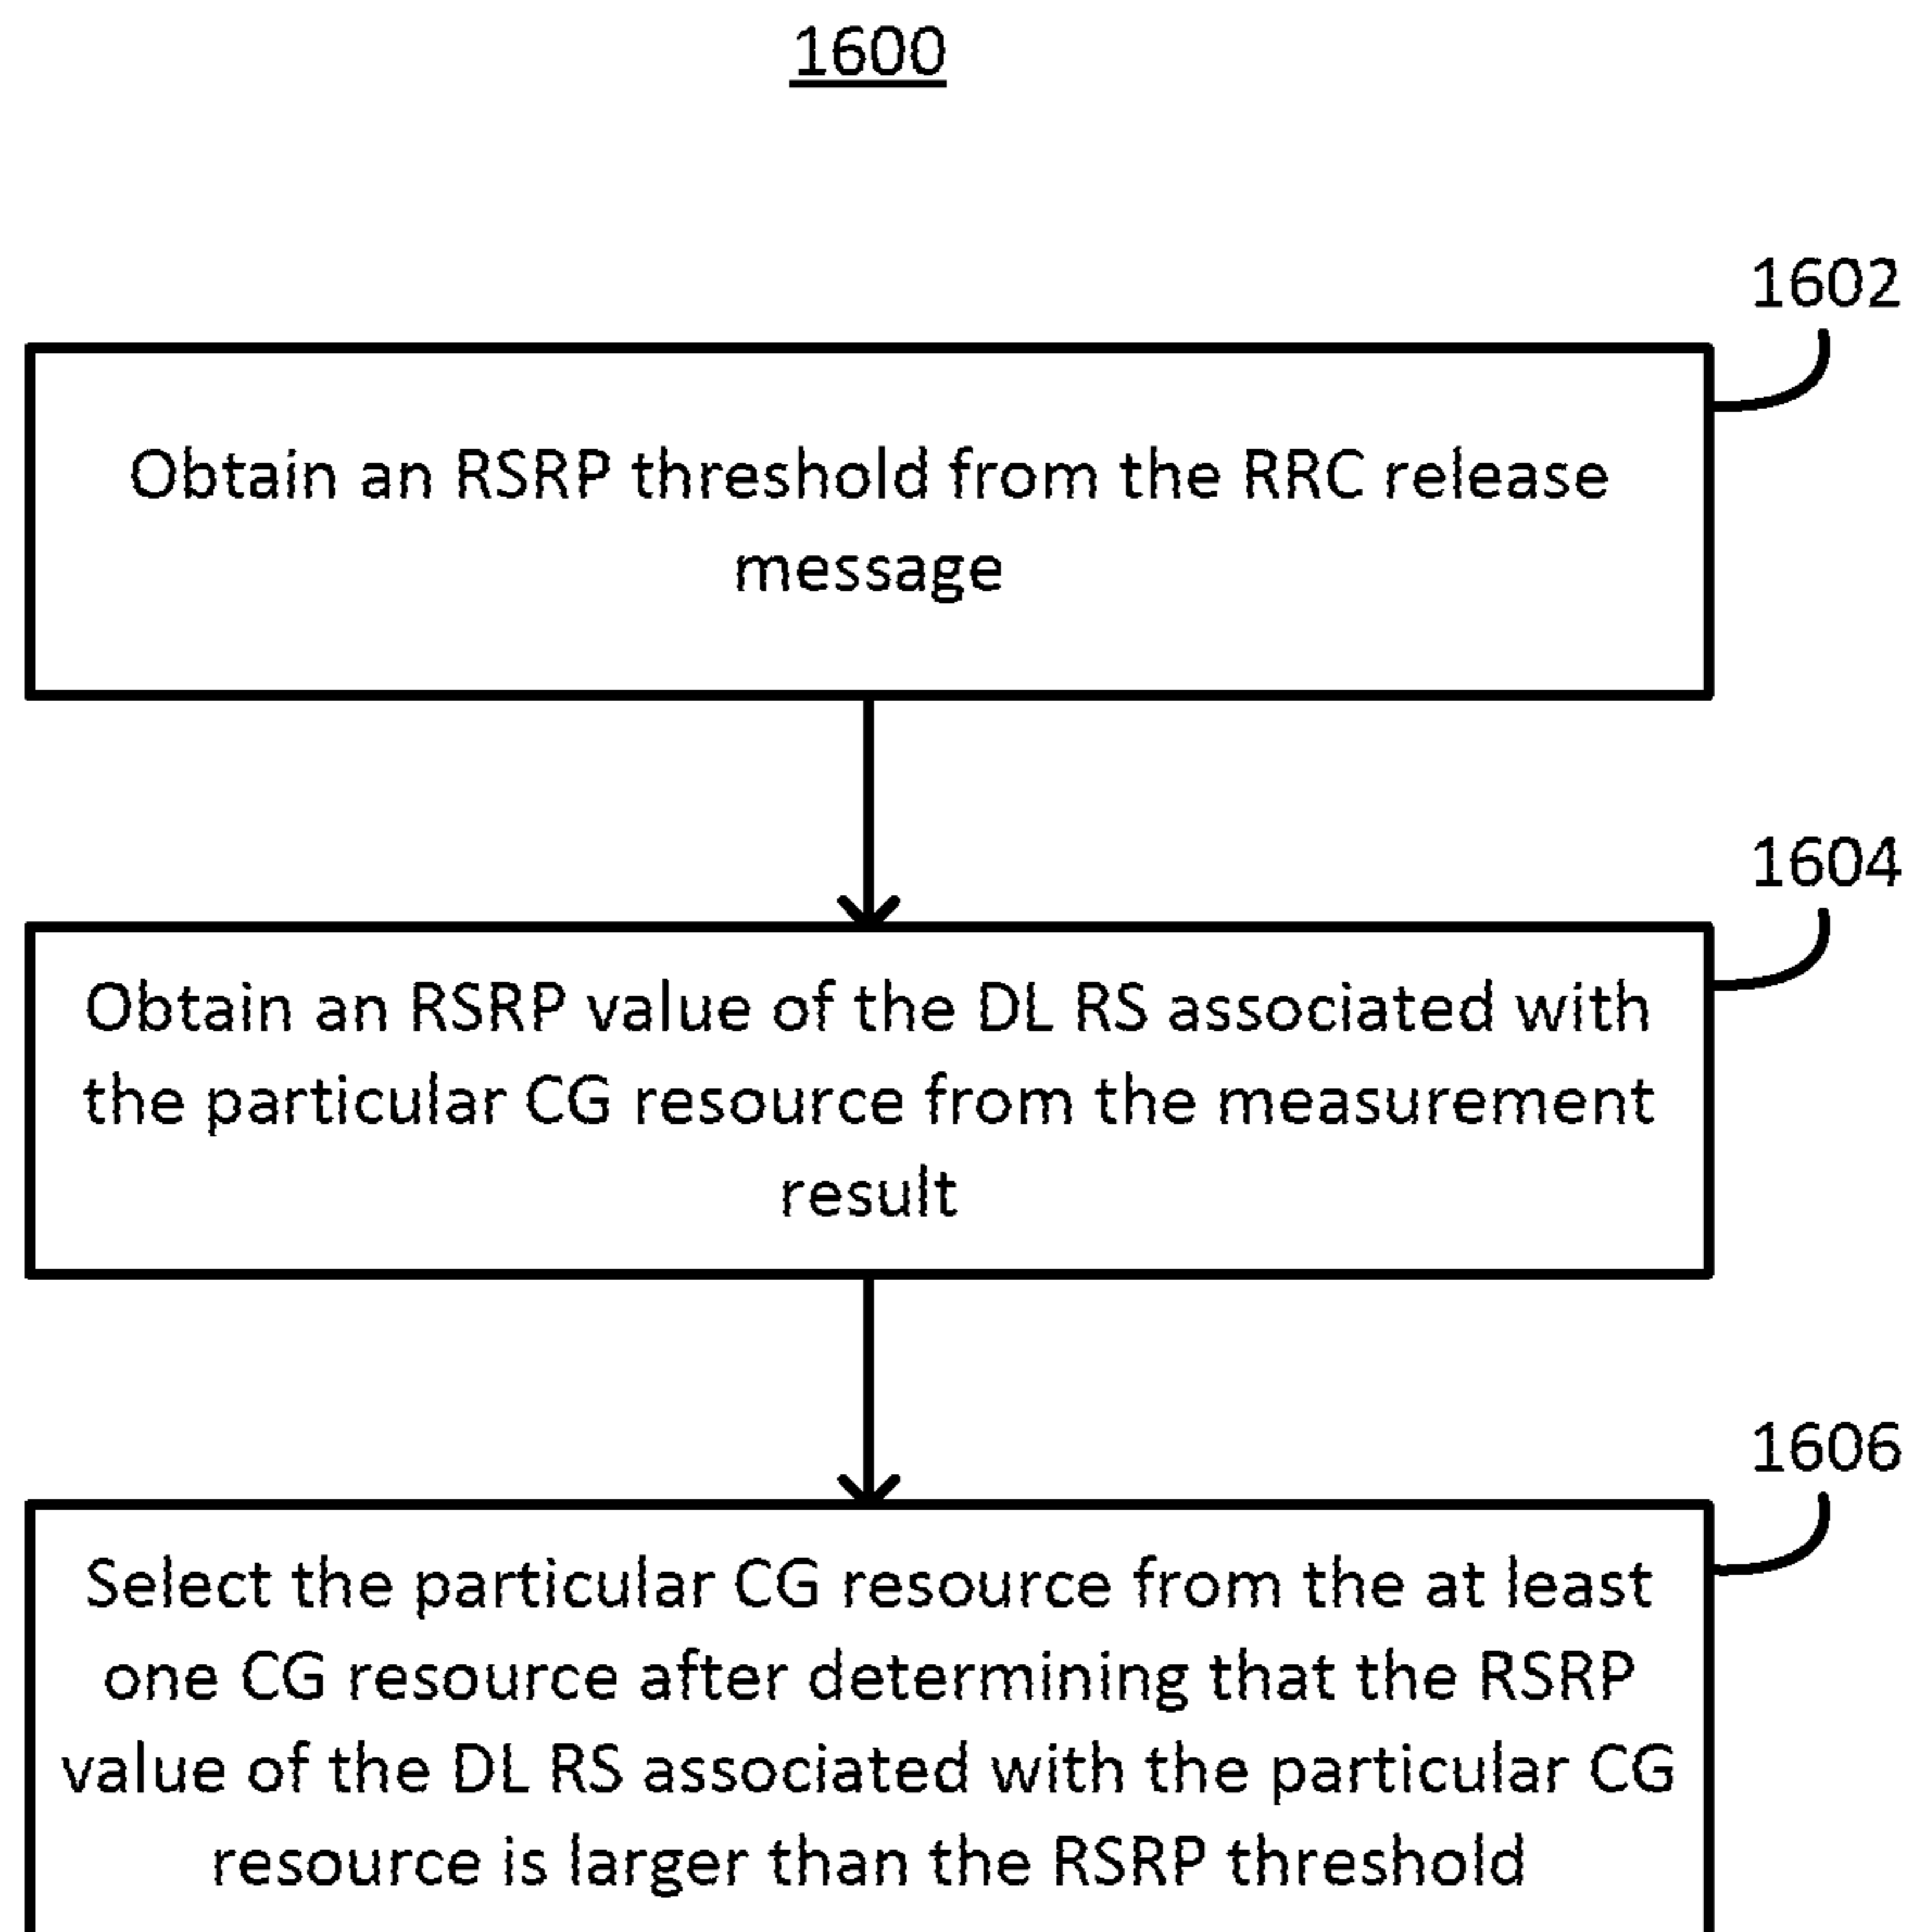 1600
1602
Obtain an RSRP threshold from the RRC release
message
1604
Obtain an RSRP value of the DL RS associated with
the particular CG resource from the measurement
result
1606
Select the particular CG resource from the at least
one CG resource after determining that the RSRP
value of the DL RS associated with the particular CG
resource is larger than the RSRP threshold